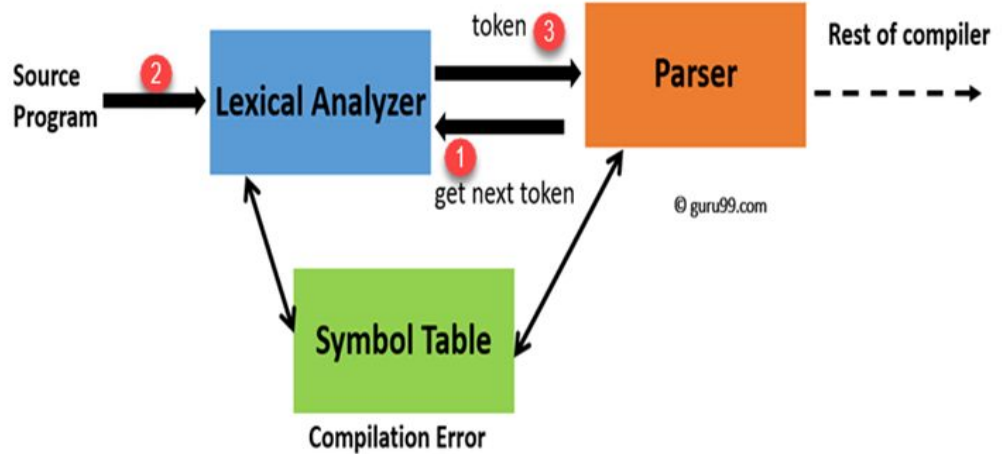 token 3
Rest of compiler
Source
Program
2
Lexical Analyzer
Parser
1
get next token
© guru99.com
Symbol Table
Compilation Error